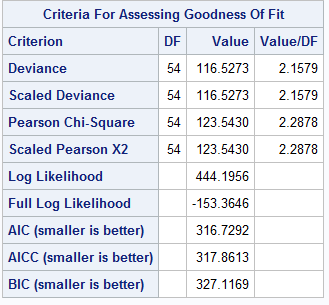 Criteria For Assessing Goodness Of Fit
Criterion DF Value Value/DF
Deviance 54 116.5273 2.1579
Scaled Deviance 54 116.5273 2.1579
Pearson Chi-Square 54 123.5430 2.2878
Scaled Pearson X2 54 123.5430 2.2878
Log Likelihood 444.1956
Full Log Likelihood -153.3646
AIC (smaller is better) 316.7292
AICC (smaller is better) 317.8613
BIC (smaller is better) 327.1169